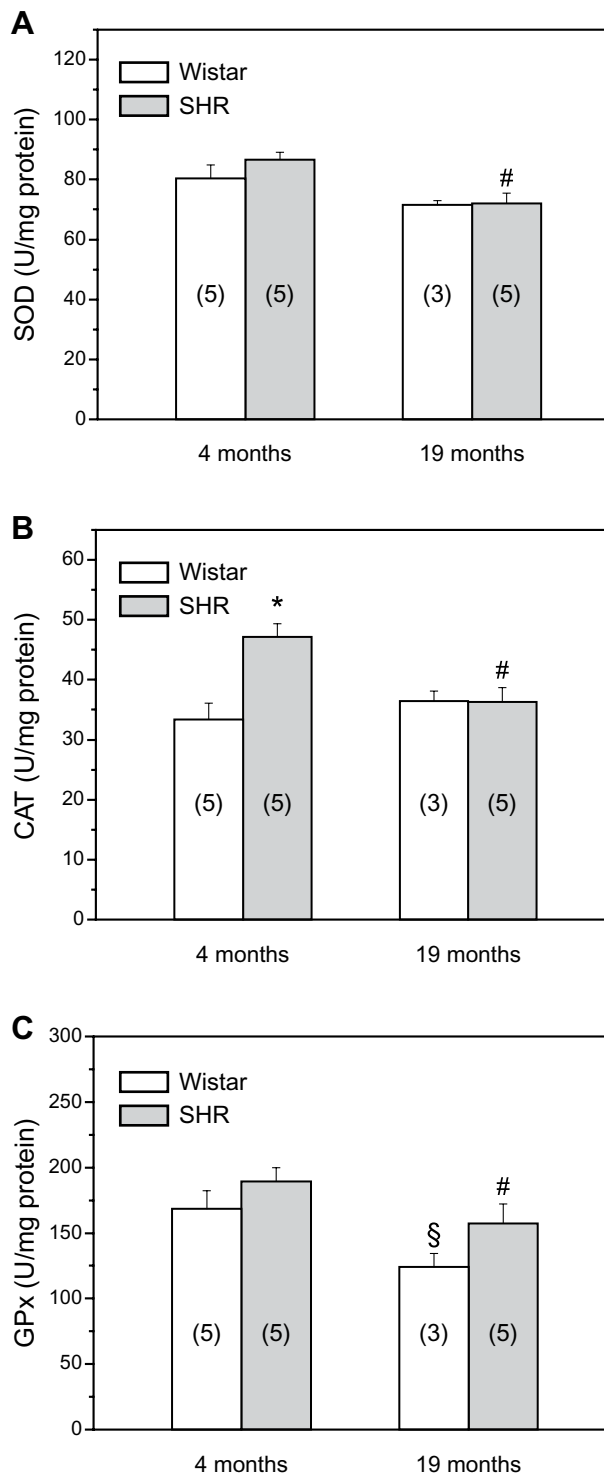 A
120
100
80
60
40
20
0
SOD (U/mg protein)
Wistar
SHR
#
(5) (5) (3) (5)
4 months 19 months
B
60
50
40
30
20
10
0
CAT (U/mg protein)
Wistar
SHR
*
#
(5) (5) (3) (5)
4 months 19 months
C
300
250
200
150
100
50
0
GPx (U/mg protein)
Wistar
SHR
#
§
(5) (5) (3) (5)
4 months 19 months